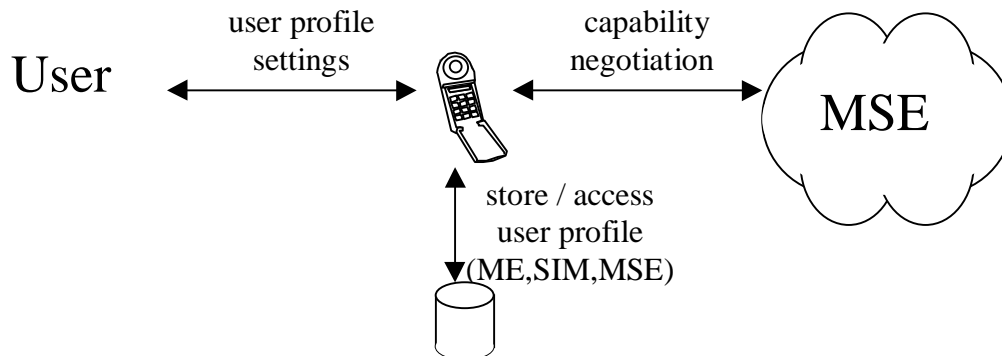 User
user profile
settings
capability
negotiation
MSE
store / access
user profile
(ME,SIM,MSE)